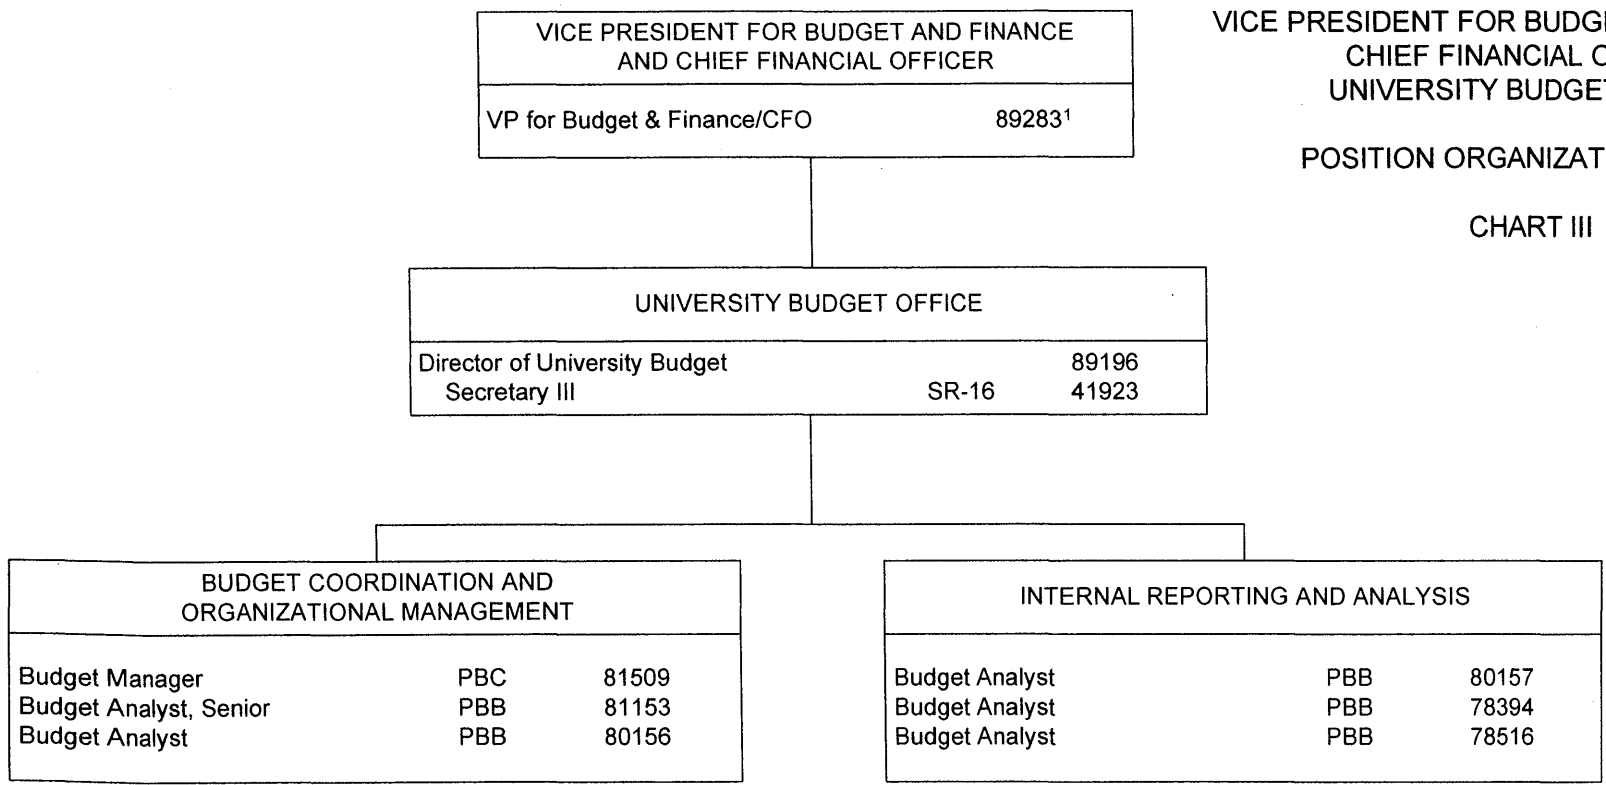 VICE PRESIDENT FOR BUDGET AND FINANCE
AND CHIEF FINANCIAL OFFICER
VP for Budget & Finance/CFO 89283¹
VICE PRESIDENT FOR
CHIEF FINANCIAL
UNIVERSITY
POSITION
CHART III
UNIVERSITY BUDGET OFFICE
Director of University Budget 89196
Secretary III SR-16 41923
BUDGET COORDINATION AND
ORGANIZATIONAL MANAGEMENT
Budget Manager PBC 81509
Budget Analyst, Senior PBB 81153
Budget Analyst PBB 80156
INTERNAL REPORTING AND ANALYSIS
Budget Analyst PBB 80157
Budget Analyst PBB 78394
Budget Analyst PBB 78516